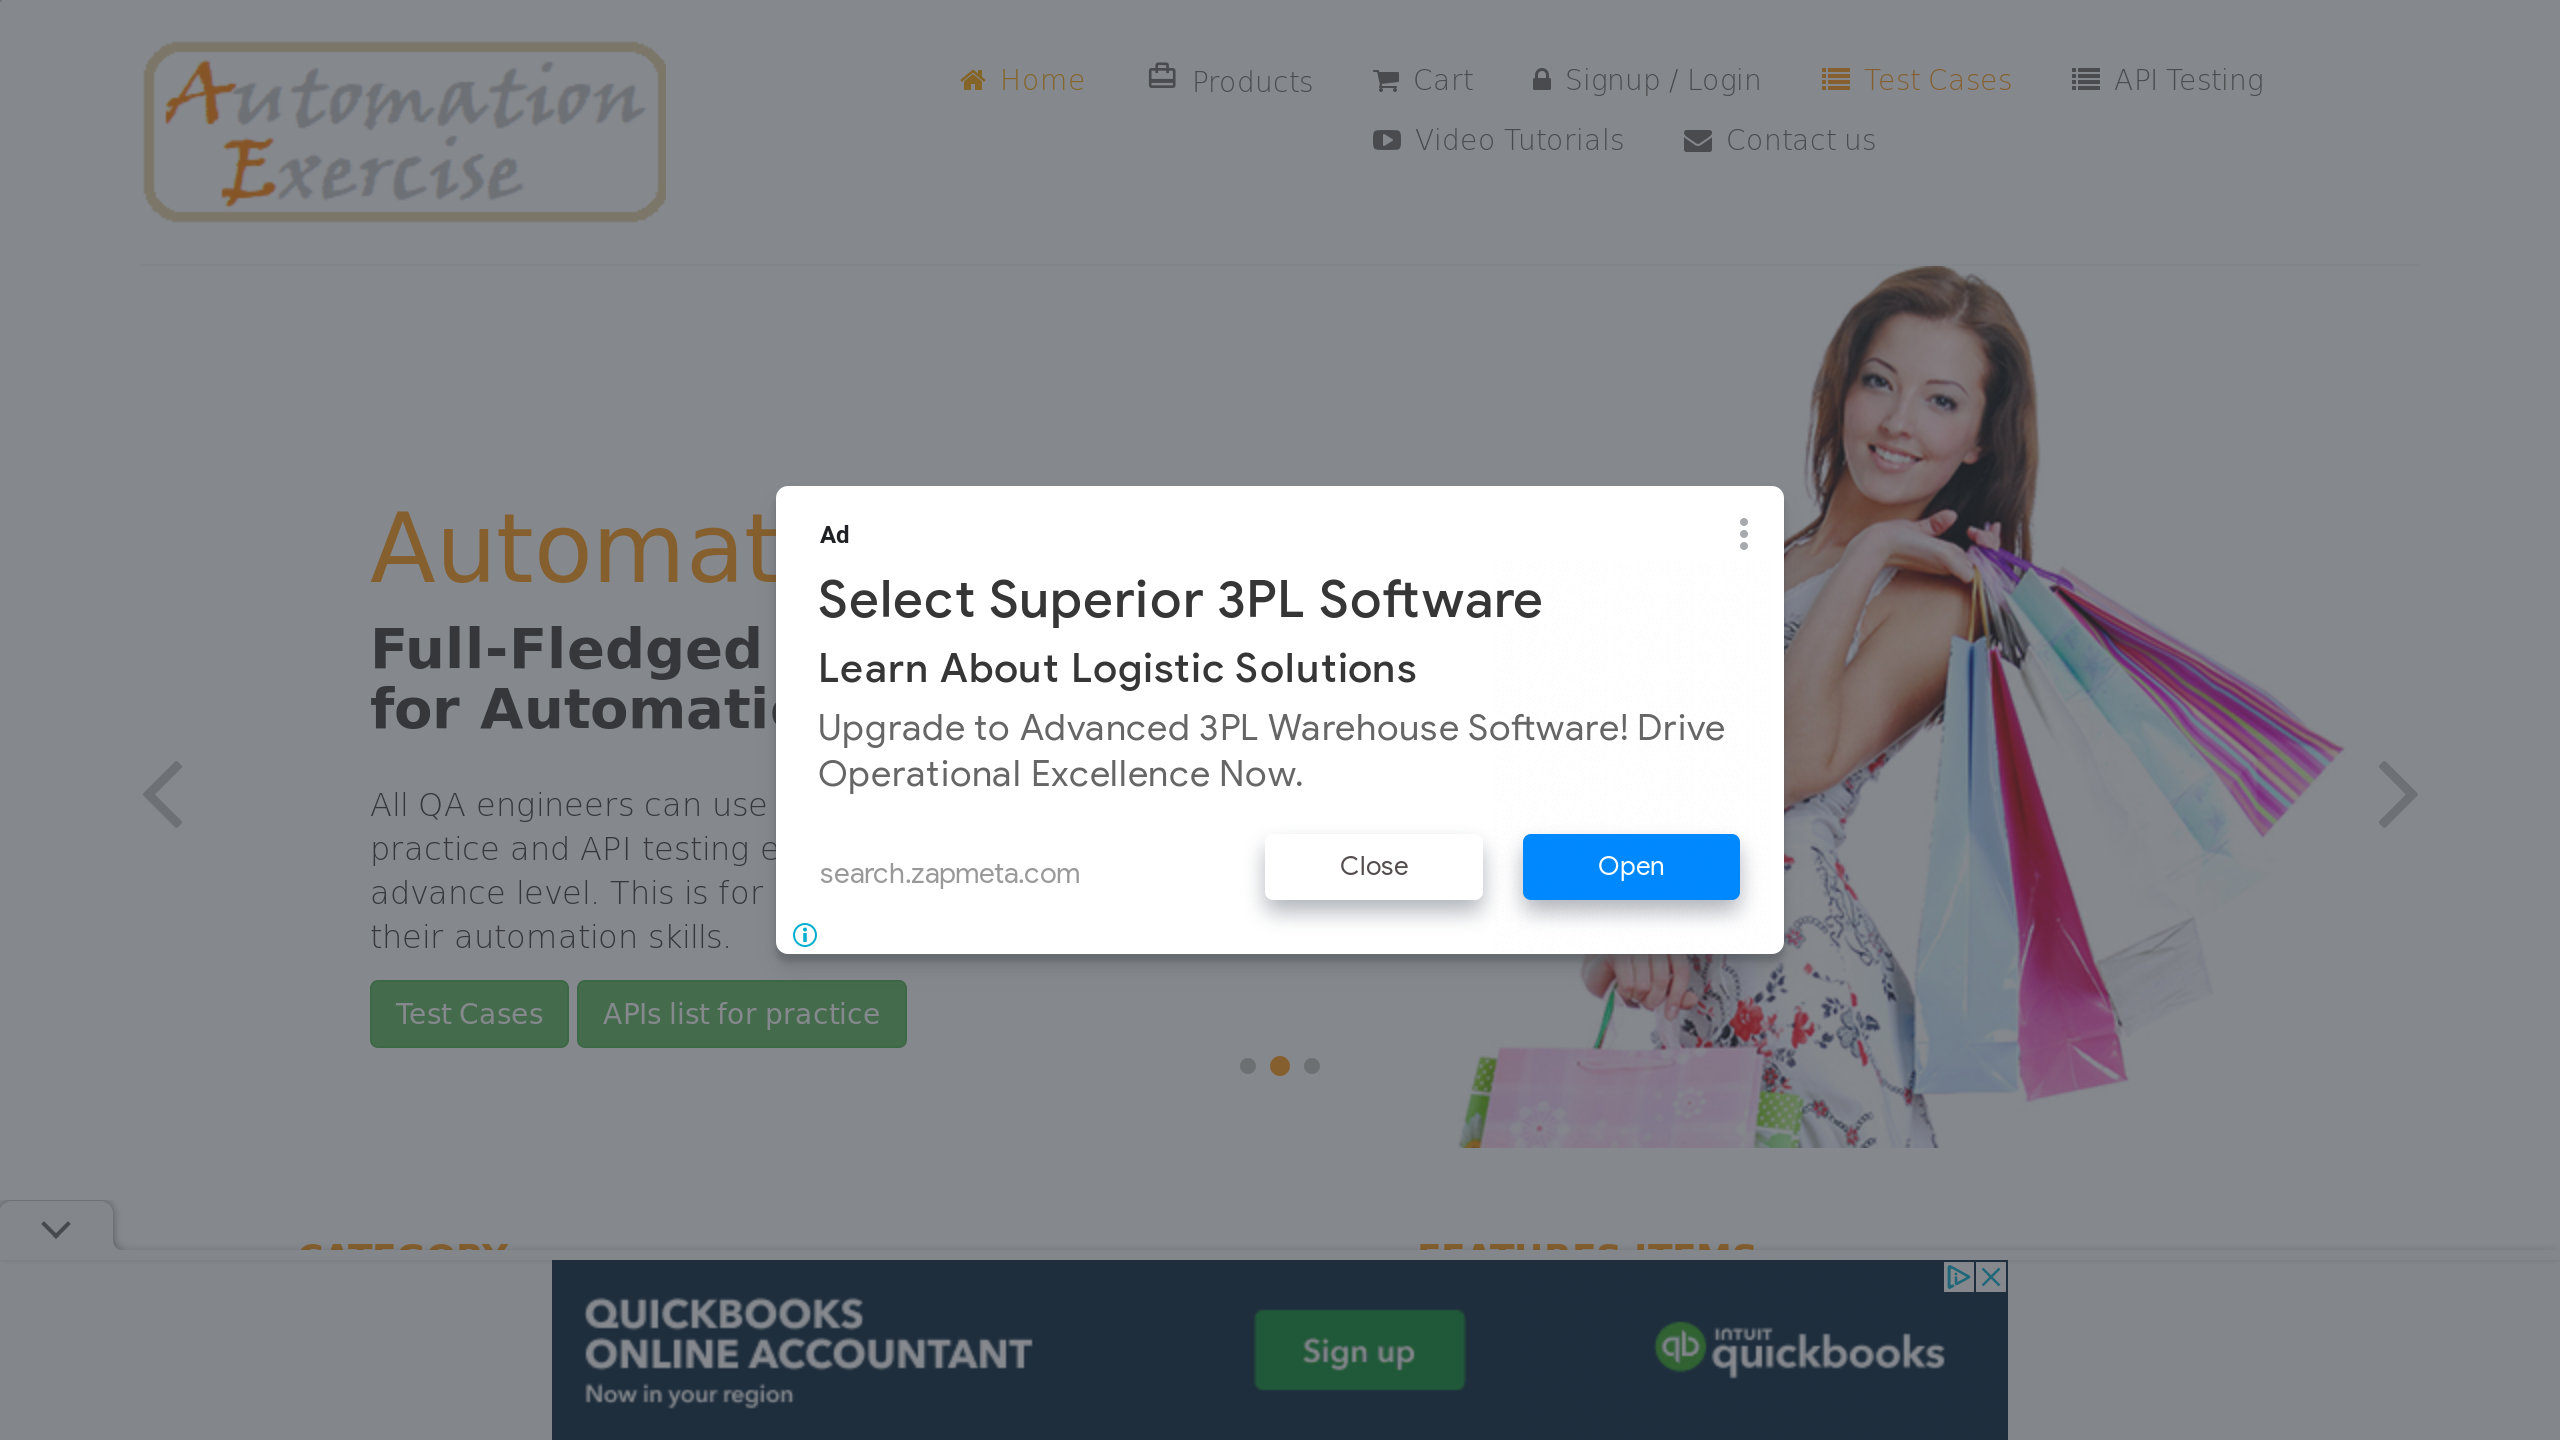 Automation
Exercise
Home
Products
Cart
Signup / Login
Test Cases
API Testing
Video Tutorials
Contact us
Automat
Full-Fledged
for Automati
All QA engineers can use
practice and API testing e
advance level. This is for
their automation skills.
Test Cases
APIs list for practice
Ad
Select Superior 3PL Software
Learn About Logistic Solutions
Upgrade to Advanced 3PL Warehouse Software! Drive
Operational Excellence Now.
search.zapmeta.com
Close
Open
CATEGORY
FEATURES ITEMS
QUICKBOOKS
ONLINE ACCOUNTANT
Now in your region
Sign up
qb
INTUIT
quickbooks